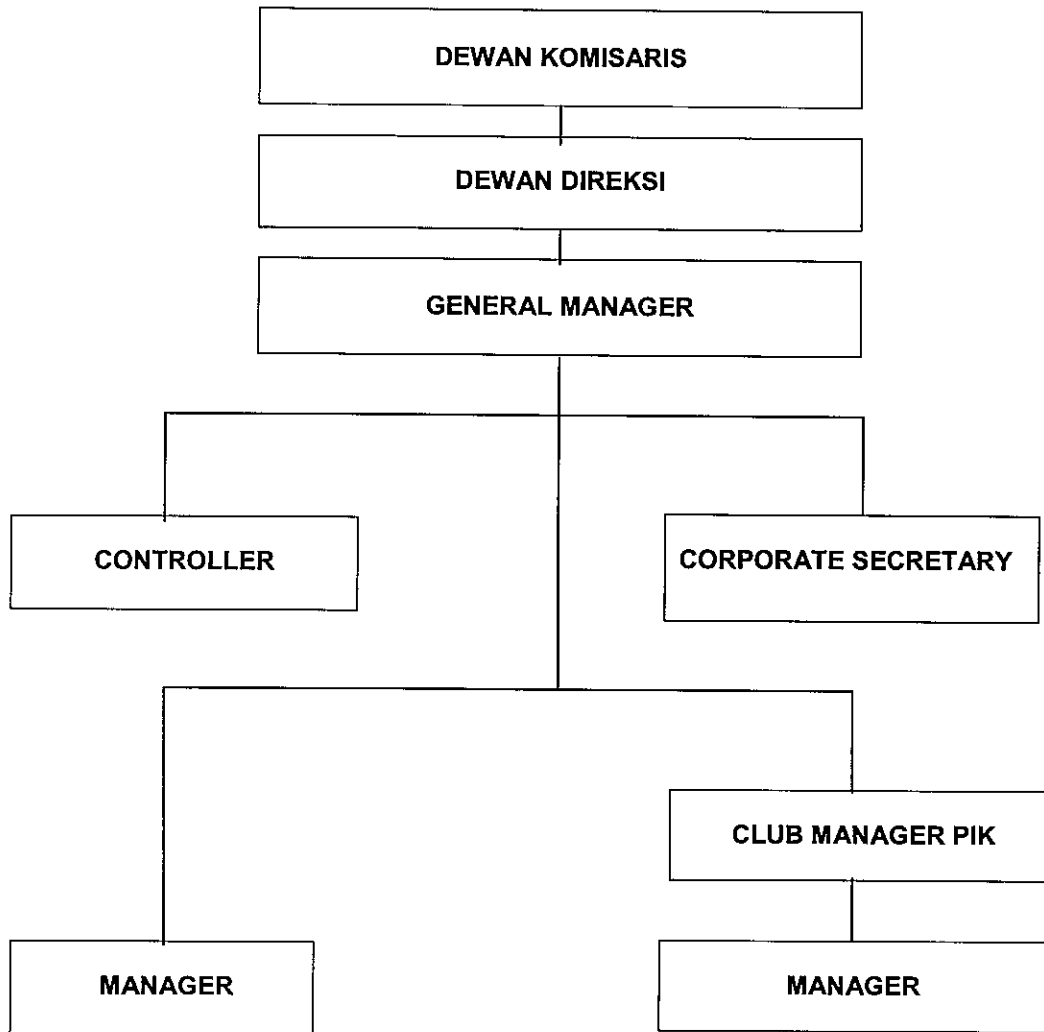 DEWAN KOMISARIS
DEWAN DIREKSI
GENERAL MANAGER
CONTROLLER
CORPORATE SECRETARY
CLUB MANAGER PIK
MANAGER
MANAGER